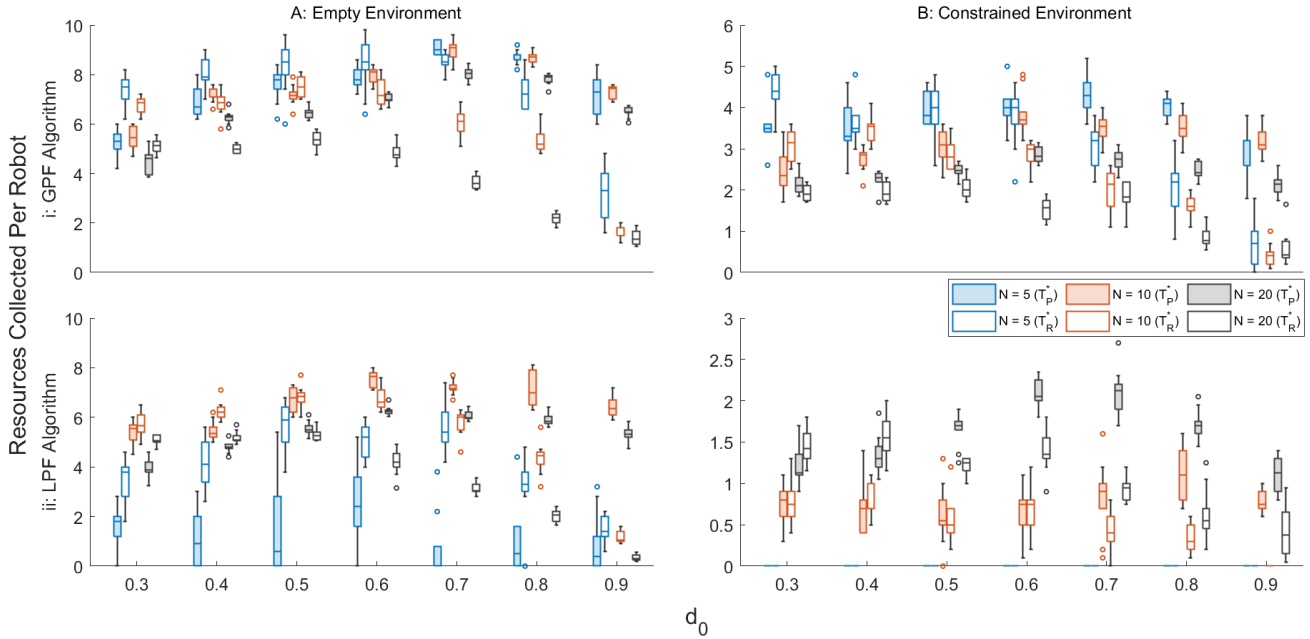 A: Empty Environment
B: Constrained Environment
Resources Collected Per Robot
i: GPF Algorithm
10
8
6
4
2
0
6
5
4
3
2
1
0
N = 5 (T*P)
N = 10 (T*P)
N = 20 (T*P)
N = 5 (T*R)
N = 10 (T*R)
N = 20 (T*R)
ii: LPF Algorithm
10
8
6
4
2
0
3
2.5
2
1.5
1
0.5
0
0.3 0.4 0.5 0.6 0.7 0.8 0.9
0.3 0.4 0.5 0.6 0.7 0.8 0.9
d0